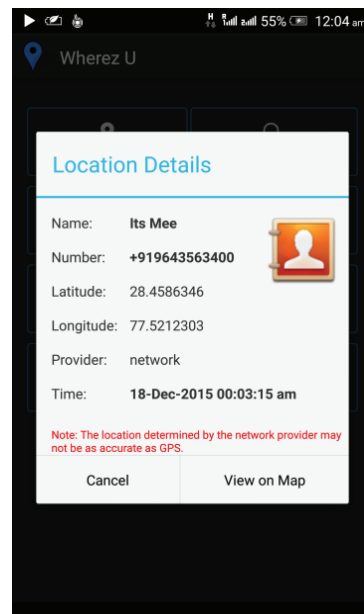 55% 12:04 am
Wherez U
Location Details
Name: Its Mee
Number: +919643563400
Latitude: 28.4586346
Longitude: 77.5212303
Provider: network
Time: 18-Dec-2015 00:03:15 am
Note: The location determined by the network provider may
not be as accurate as GPS.
Cancel View on Map